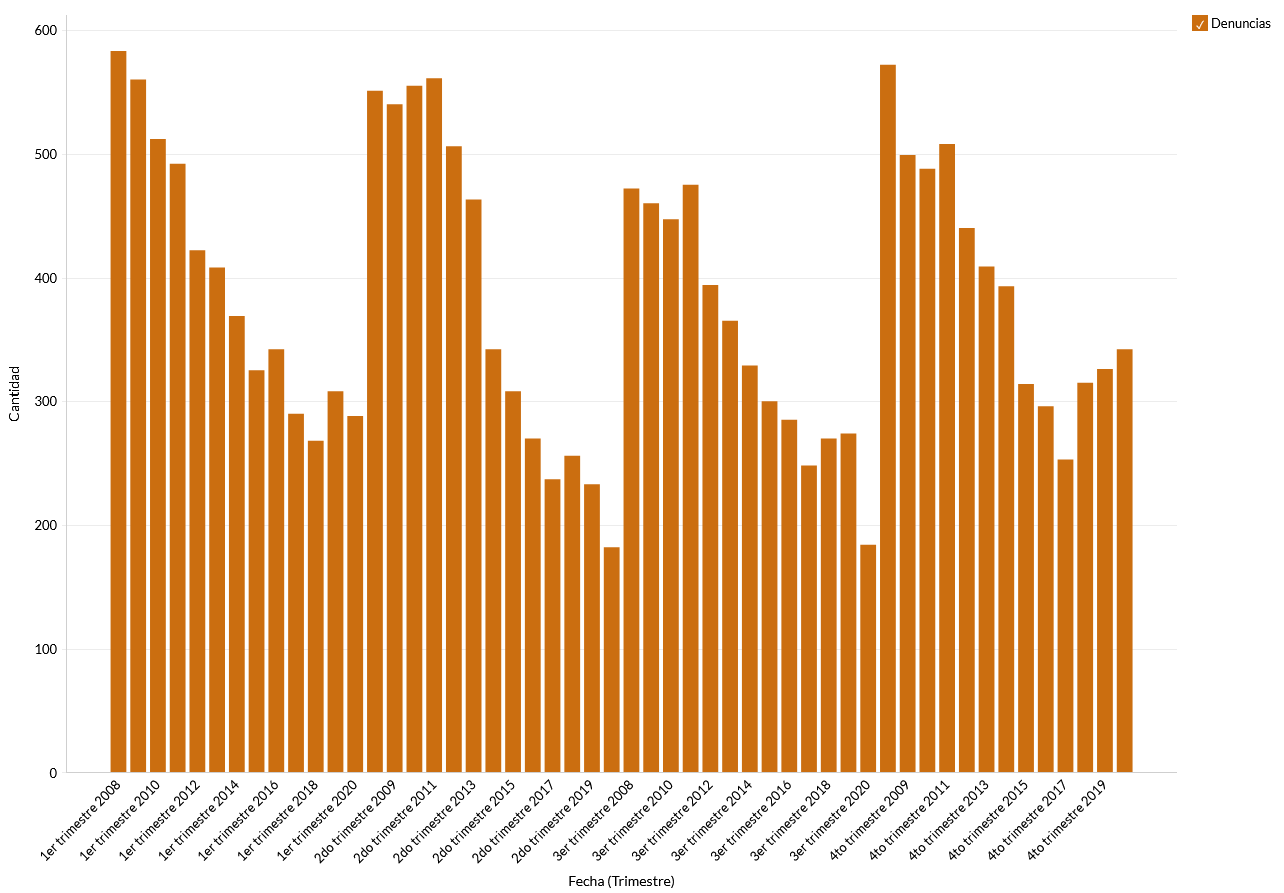 Denuncias
600
500
400
300
200
100
0
Cantidad
1er trimestre 2008
1er trimestre 2010
1er trimestre 2012
1er trimestre 2014
1er trimestre 2016
1er trimestre 2018
1er trimestre 2020
2do trimestre 2009
2do trimestre 2011
2do trimestre 2013
2do trimestre 2015
2do trimestre 2017
2do trimestre 2019
3er trimestre 2008
3er trimestre 2010
3er trimestre 2012
3er trimestre 2014
3er trimestre 2016
3er trimestre 2018
3er trimestre 2020
4to trimestre 2009
4to trimestre 2011
4to trimestre 2013
4to trimestre 2015
4to trimestre 2017
4to trimestre 2019
Fecha (Trimestre)